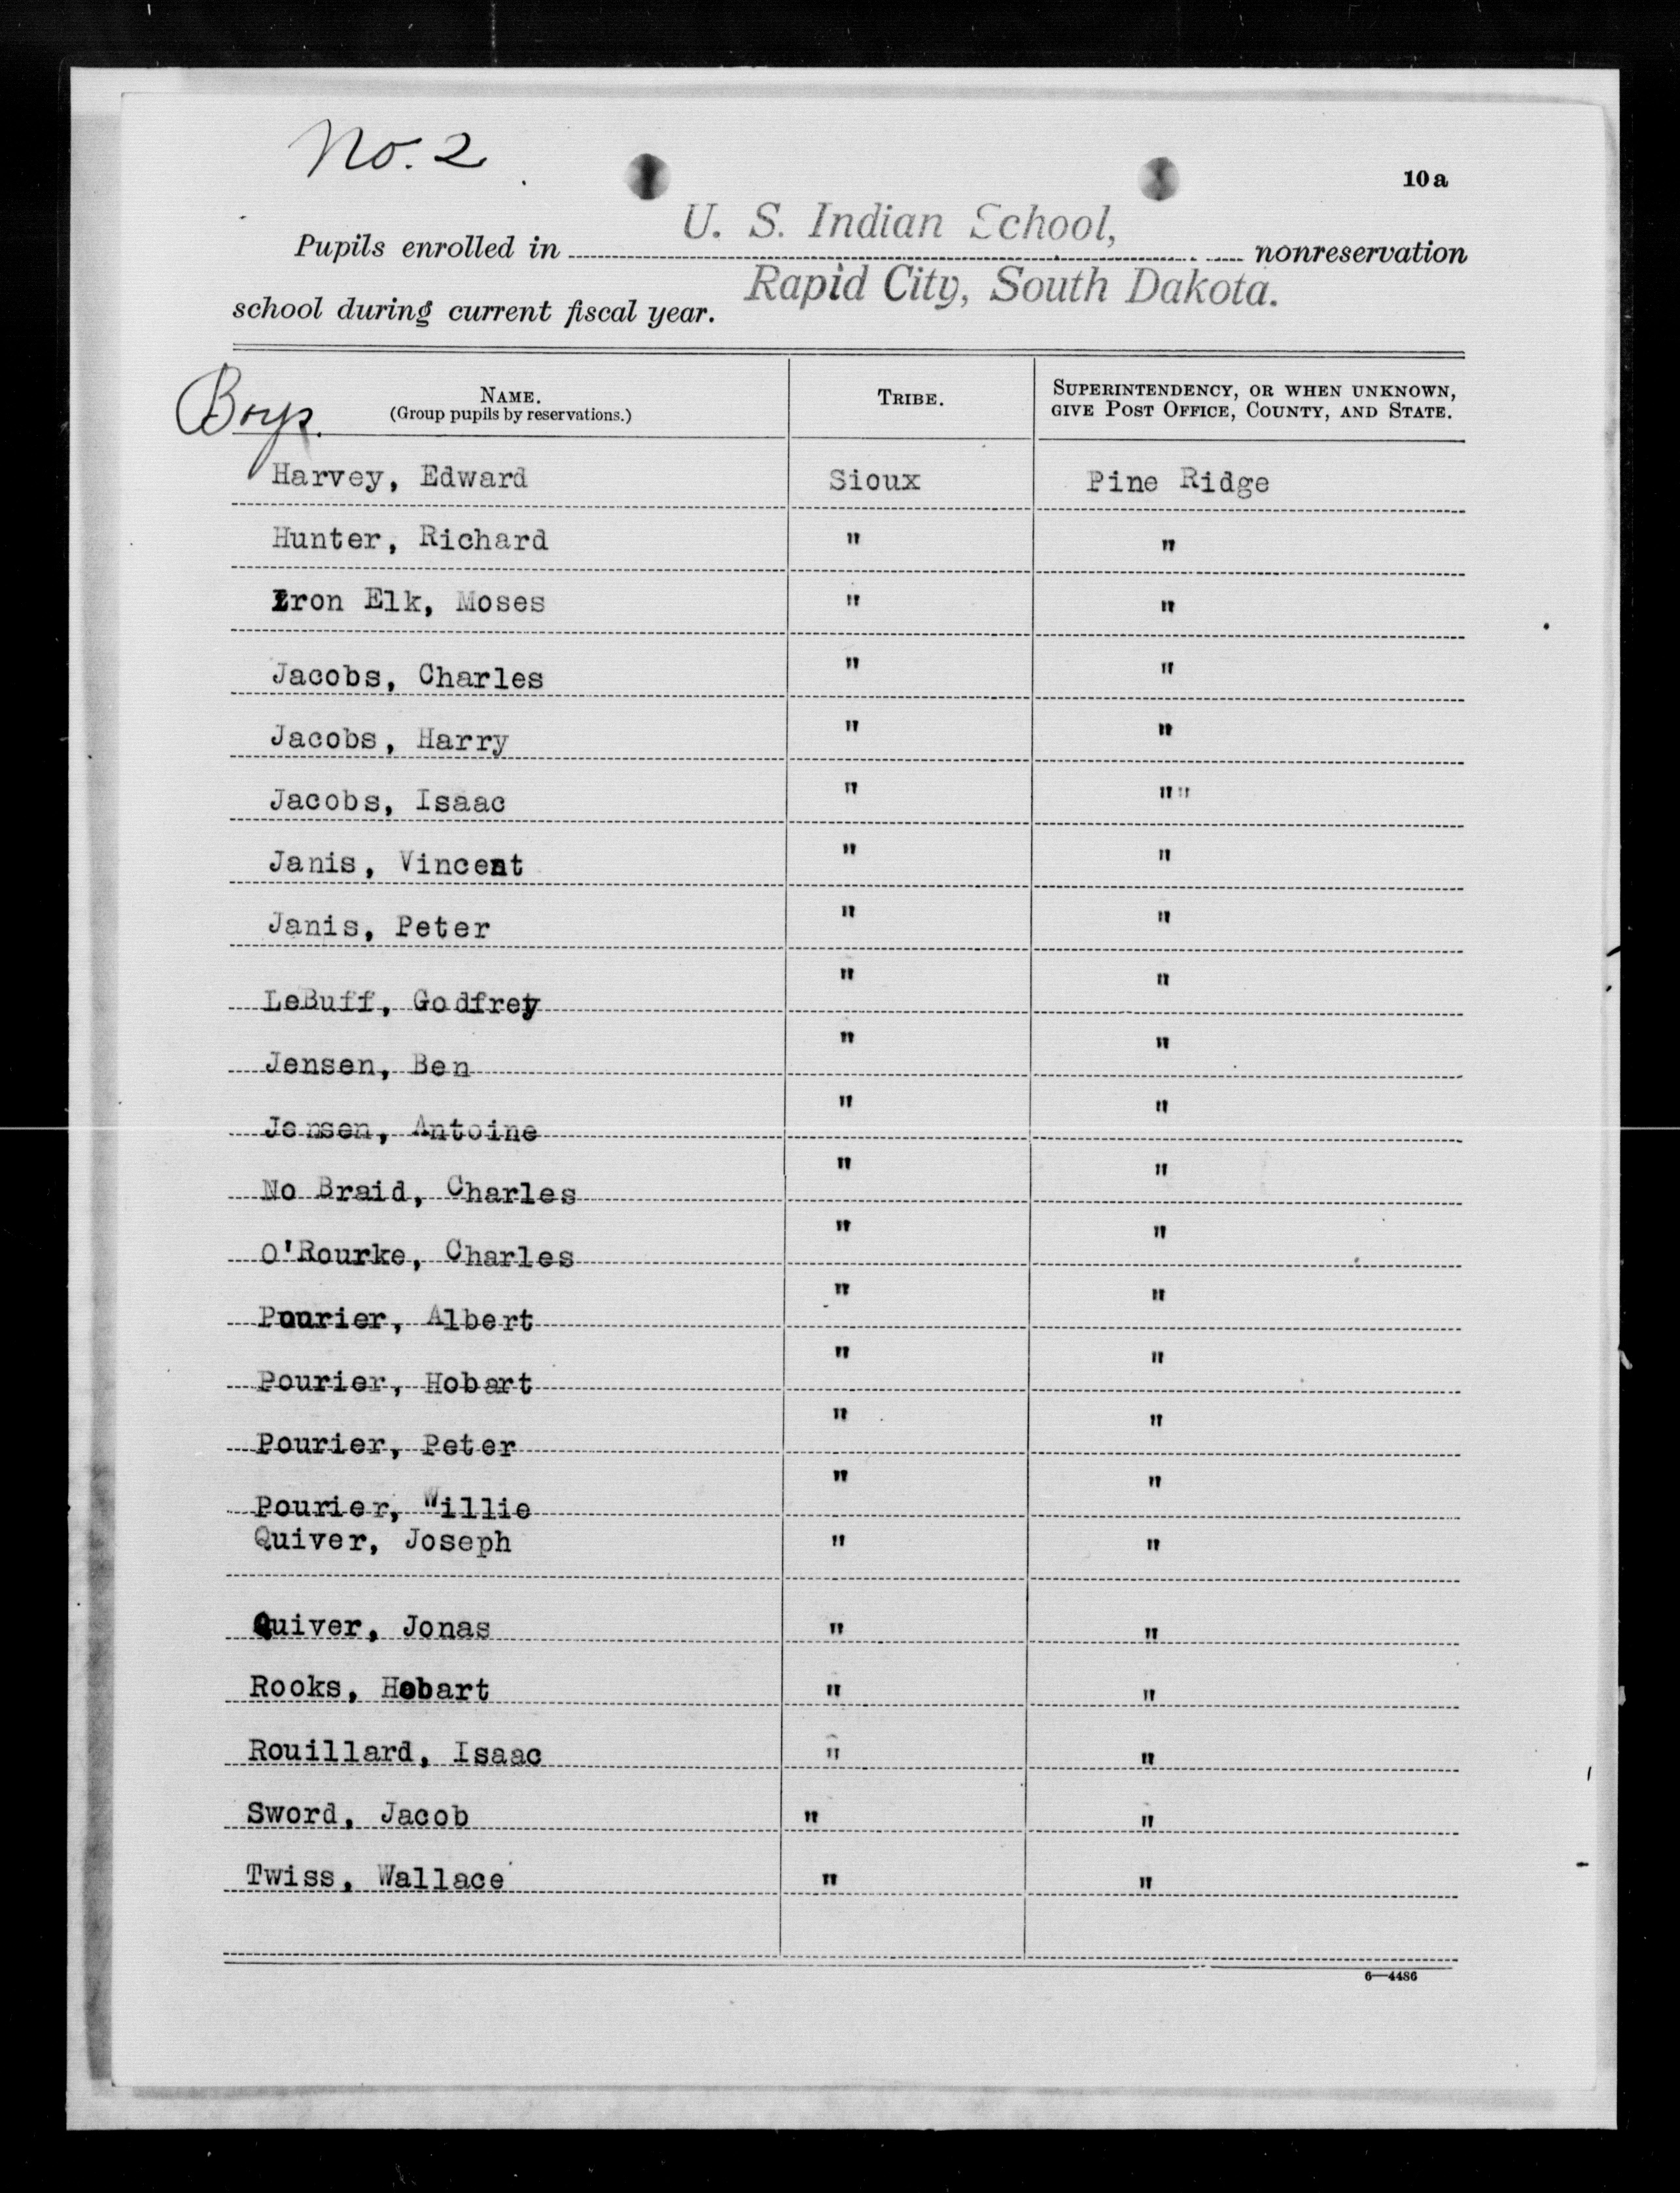 No. 2
10a
U. S. Indian School,
Pupils enrolled in nonreservation
Rapid City, South Dakota.
school during current fiscal year.
Boys.
NAME. TRIBE. SUPERINTENDENCY, OR WHEN UNKNOWN,
(Group pupils by reservations.) GIVE POST OFFICE, COUNTY, AND STATE.
Harvey, Edward Sioux Pine Ridge
Hunter, Richard " "
Iron Elk, Moses " "
Jacobs, Charles " "
Jacobs, Harry " "
Jacobs, Isaac " ""
Janis, Vincent " "
Janis, Peter " "
LeBuff, Godfrey " "
Jensen, Ben " "
Jensen, Antoine " "
No Braid, Charles " "
O'Rourke, Charles " "
Pourier, Albert " "
Pourier, Hobart " "
Pourier, Peter " "
Pourier, Willie " "
Quiver, Joseph " "
Quiver, Jonas " "
Rooks, Hobart " "
Rouillard, Isaac " "
Sword, Jacob " "
Twiss, Wallace " "
6—4486